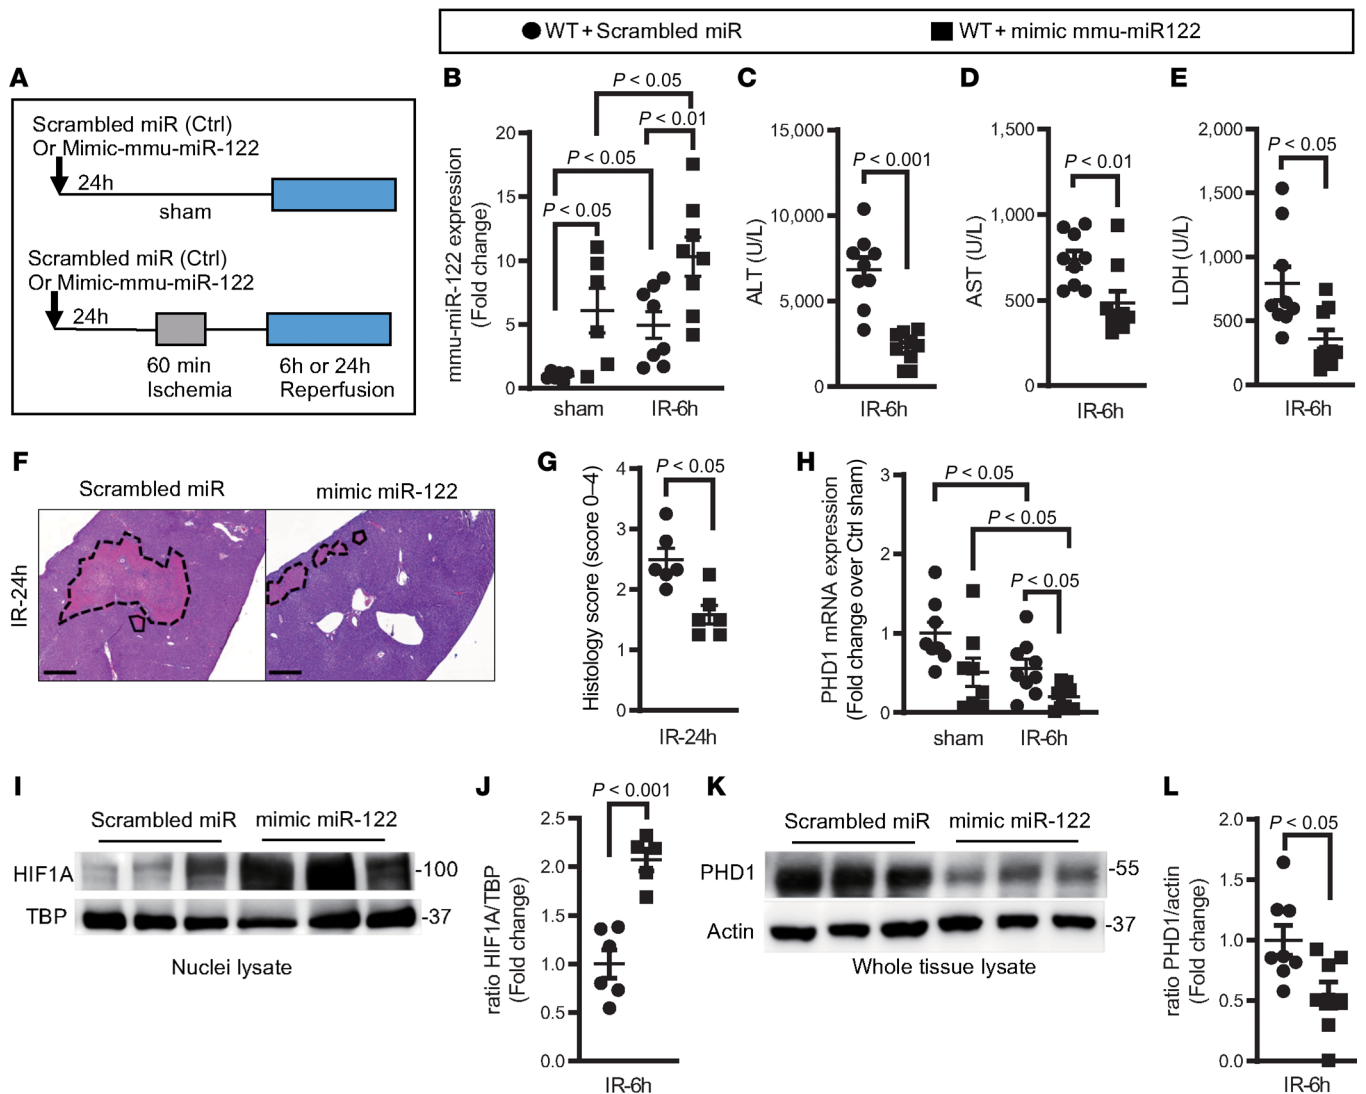 WT + Scrambled miR
WT + mimic mmu-miR122
A
Scrambled miR (Ctrl)
Or Mimic-mmu-miR-122
24h
sham
Scrambled miR (Ctrl)
Or Mimic-mmu-miR-122
24h
60 min
Ischemia
6h or 24h
Reperfusion
B
mmu-miR-122 expression
(Fold change)
20
15
10
5
0
P < 0.05
P < 0.01
P < 0.05
P < 0.05
sham
IR-6h
C
ALT (U/L)
15,000
10,000
5,000
0
P < 0.001
IR-6h
D
AST (U/L)
1,500
1,000
500
0
P < 0.01
IR-6h
E
LDH (U/L)
2,000
1,500
1,000
500
0
P < 0.05
IR-6h
F
Scrambled miR
mimic miR-122
IR-24h
G
Histology score (score 0–4)
4
3
2
1
0
P < 0.05
IR-24h
H
PHD1 mRNA expression
(Fold change over Ctrl sham)
3
2
1
0
P < 0.05
P < 0.05
P < 0.05
sham
IR-6h
I
Scrambled miR
mimic miR-122
HIF1A
-100
TBP
-37
Nuclei lysate
J
ratio HIF1A/TBP
(Fold change)
2.5
2.0
1.5
1.0
0.5
0.0
P < 0.001
IR-6h
K
Scrambled miR
mimic miR-122
PHD1
-55
Actin
-37
Whole tissue lysate
L
ratio PHD1/actin
(Fold change)
2.0
1.5
1.0
0.5
0.0
P < 0.05
IR-6h